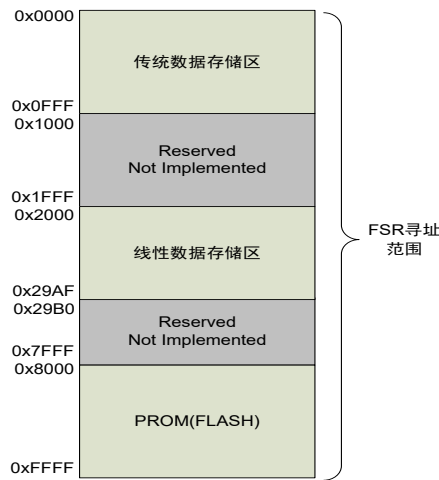 0x0000
传统数据存储区
0x0FFF
0x1000
Reserved
Not Implemented
0x1FFF
0x2000
FSR寻址
范围
线性数据存储区
0x29AF
0x29B0
Reserved
Not Implemented
0x7FFF
0x8000
PROM(FLASH)
0xFFFF